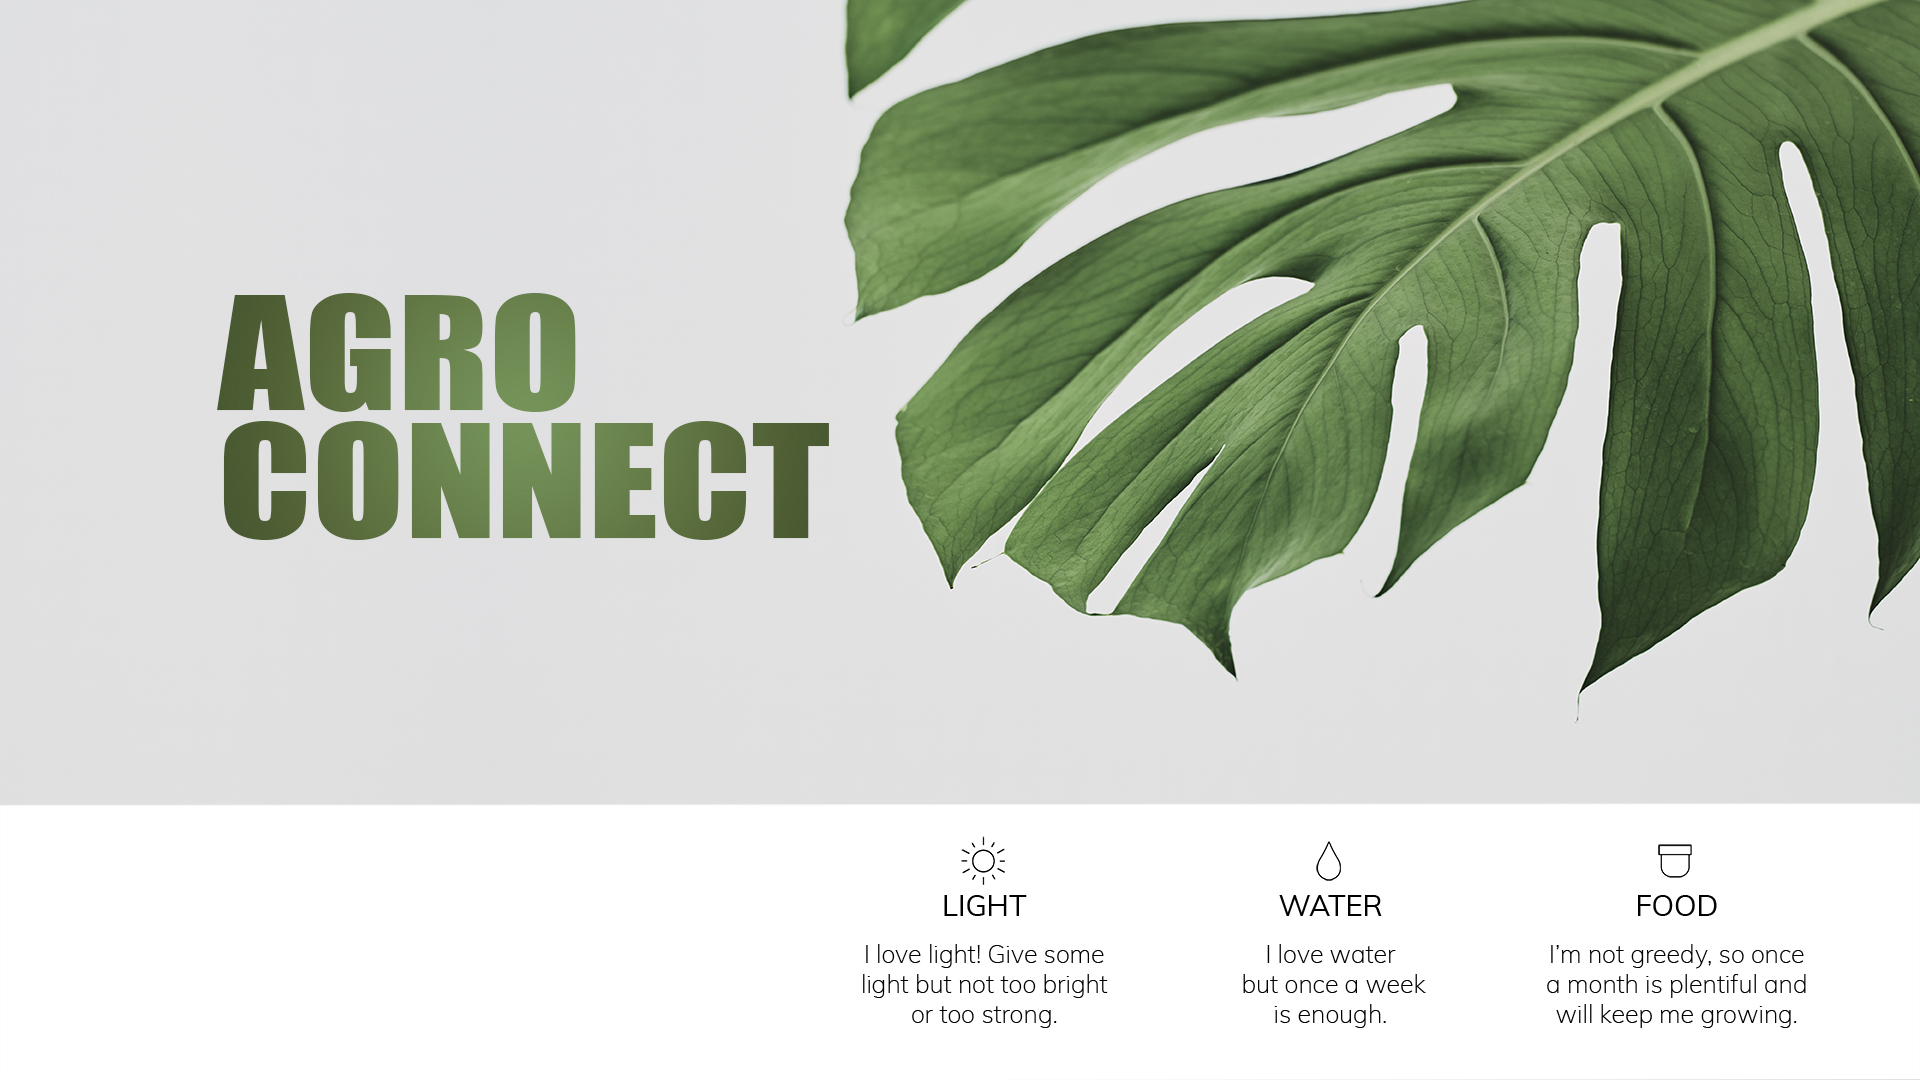 AGRO
CONNECT
LIGHT
I love light! Give some
light but not too bright
or too strong.
WATER
I love water
but once a week
is enough.
FOOD
I’m not greedy, so once
a month is plentiful and
will keep me growing.